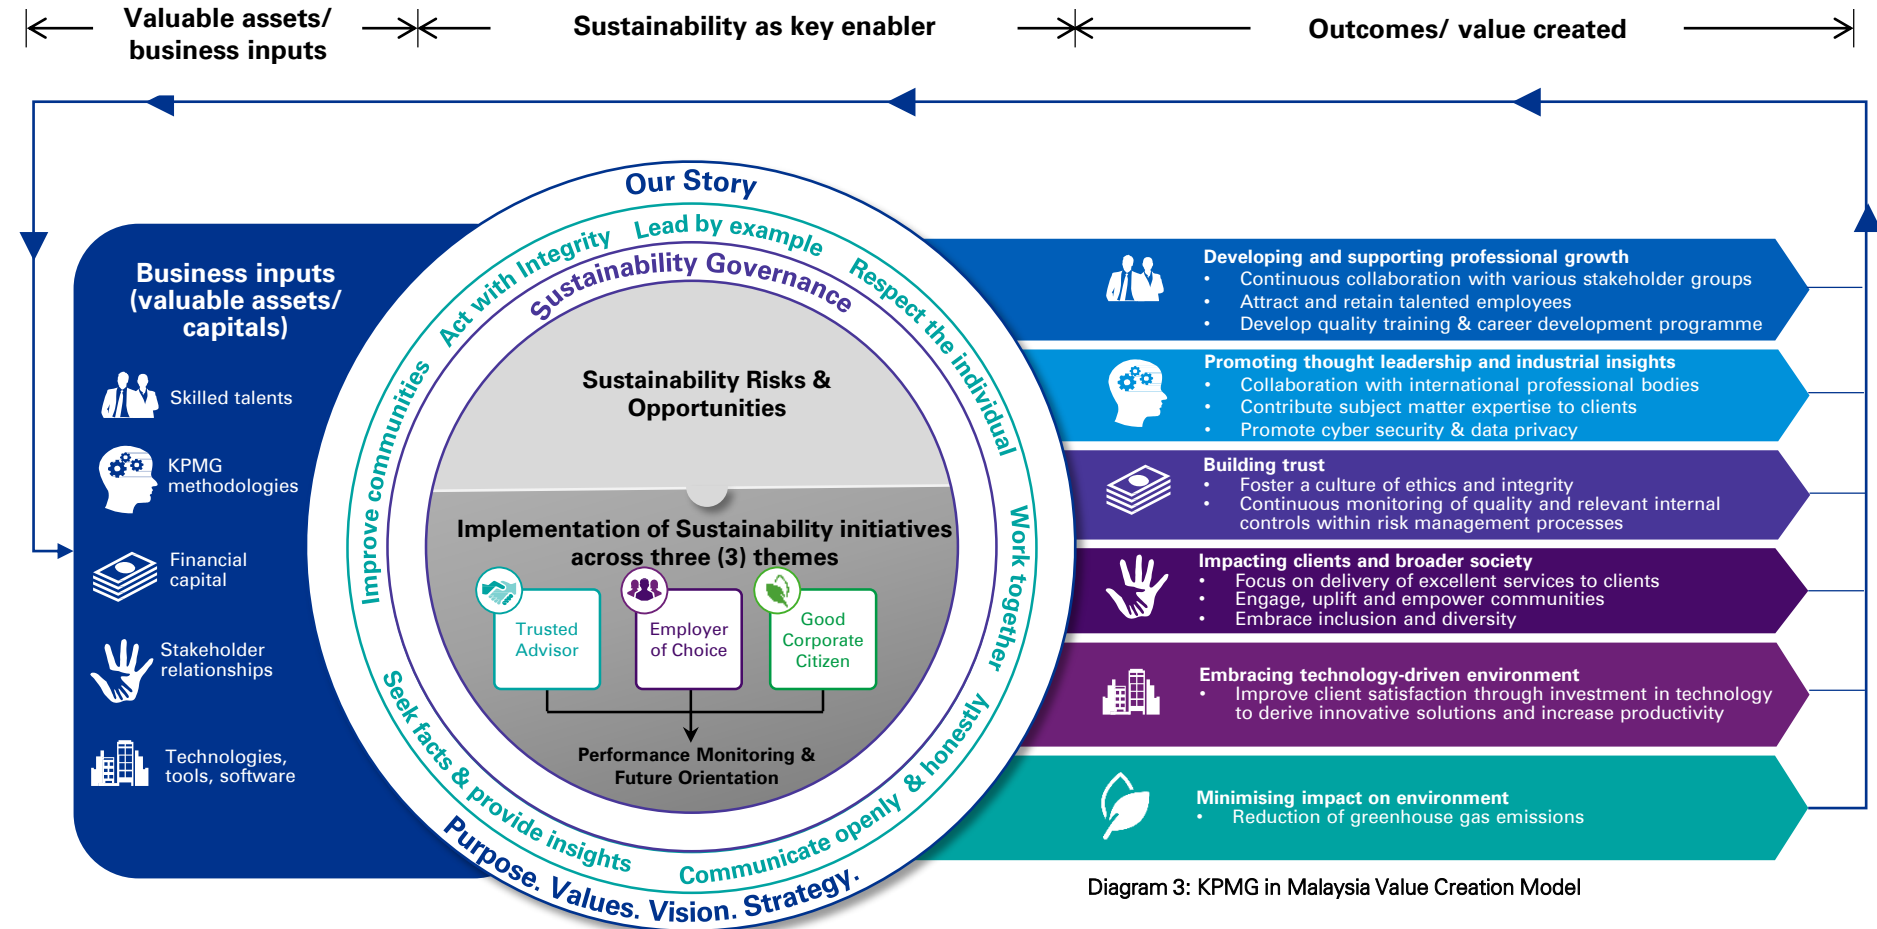 Valuable assets/
business inputs
Sustainability as key enabler
Outcomes/ value created
Business inputs
(valuable assets/
capitals)
Skilled talents
KPMG
methodologies
Financial
capital
Stakeholder
relationships
Technologies,
tools, software
Our Story
Purpose. Values. Vision. Strategy.
Act with Integrity
Lead by example
Respect the individual
Work together
Communicate openly & honestly
Seek facts & provide insights
Improve communities
Sustainability Governance
Sustainability Risks &
Opportunities
Implementation of Sustainability initiatives
across three (3) themes
Trusted
Advisor
Employer
of Choice
Good
Corporate
Citizen
Performance Monitoring &
Future Orientation
Developing and supporting professional growth
• Continuous collaboration with various stakeholder groups
• Attract and retain talented employees
• Develop quality training & career development programme
Promoting thought leadership and industrial insights
• Collaboration with international professional bodies
• Contribute subject matter expertise to clients
• Promote cyber security & data privacy
Building trust
• Foster a culture of ethics and integrity
• Continuous monitoring of quality and relevant internal
controls within risk management processes
Impacting clients and broader society
• Focus on delivery of excellent services to clients
• Engage, uplift and empower communities
• Embrace inclusion and diversity
Embracing technology-driven environment
• Improve client satisfaction through investment in technology
to derive innovative solutions and increase productivity
Minimising impact on environment
• Reduction of greenhouse gas emissions
Diagram 3: KPMG in Malaysia Value Creation Model